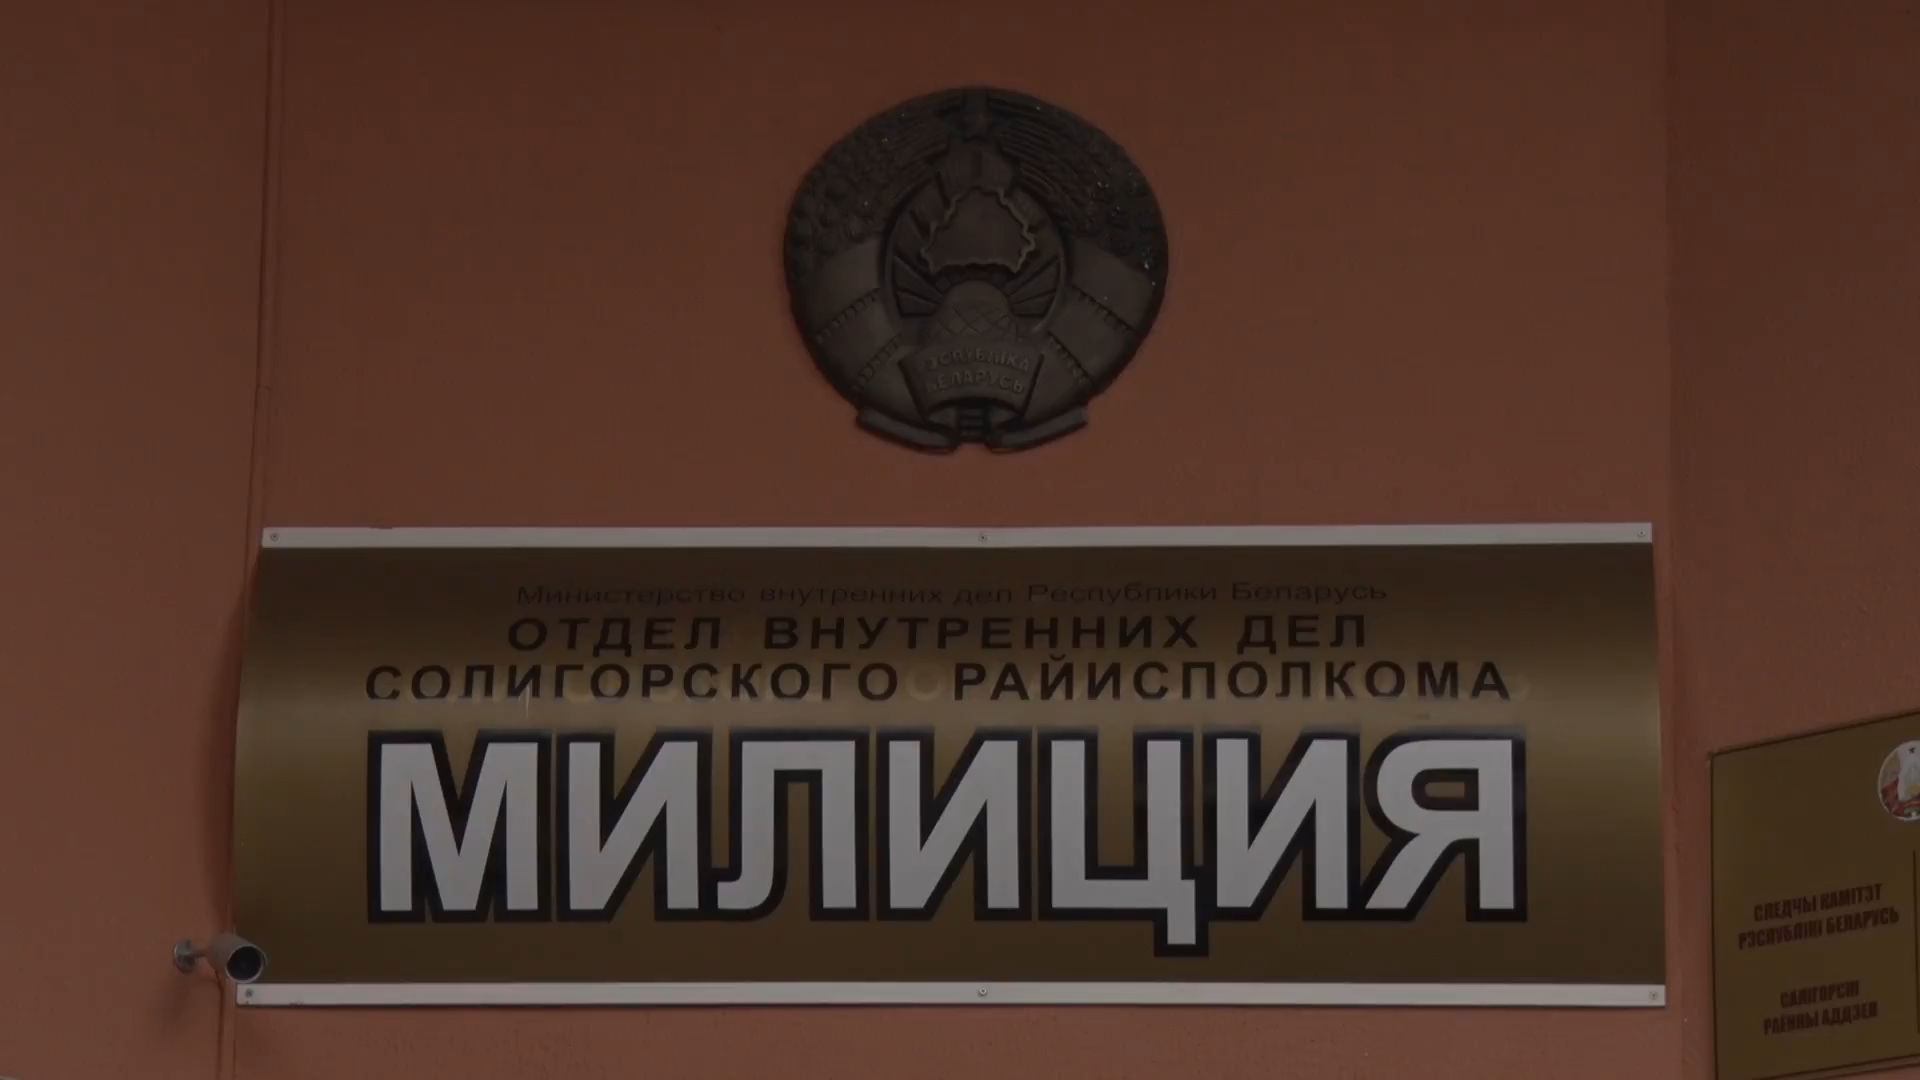 РЭСПУБЛІКА
БЕЛАРУСЬ
Министерство внутренних дел Республики Беларусь
ОТДЕЛ ВНУТРЕННИХ ДЕЛ
СОЛИГОРСКОГО РАЙИСПОЛКОМА
МИЛИЦИЯ
СЛЕДЧЫ КАМІТЭТ
РЭСПУБЛІКІ БЕЛАРУСЬ
САЛІГОРСКІ
РАЁННЫ АДДЗЕЛ